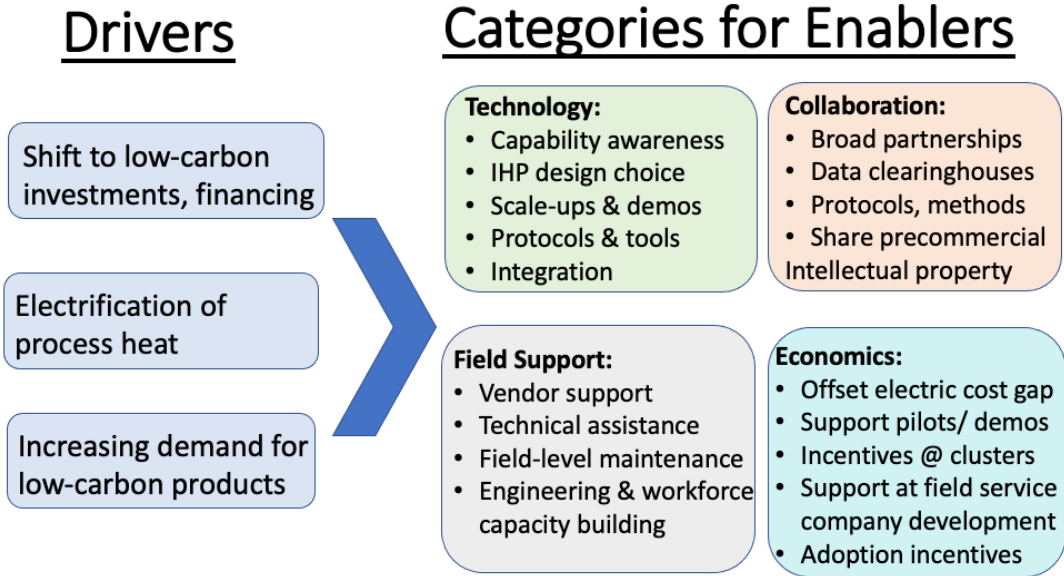 Drivers
Categories for Enablers
Shift to low-carbon
investments, financing
Electrification of
process heat
Increasing demand for
low-carbon products
Technology:
• Capability awareness
• IHP design choice
• Scale-ups & demos
• Protocols & tools
• Integration
Collaboration:
• Broad partnerships
• Data clearinghouses
• Protocols, methods
• Share precommercial
Intellectual property
Field Support:
• Vendor support
• Technical assistance
• Field-level maintenance
• Engineering & workforce
capacity building
Economics:
• Offset electric cost gap
• Support pilots/ demos
• Incentives @ clusters
• Support at field service
company development
• Adoption incentives